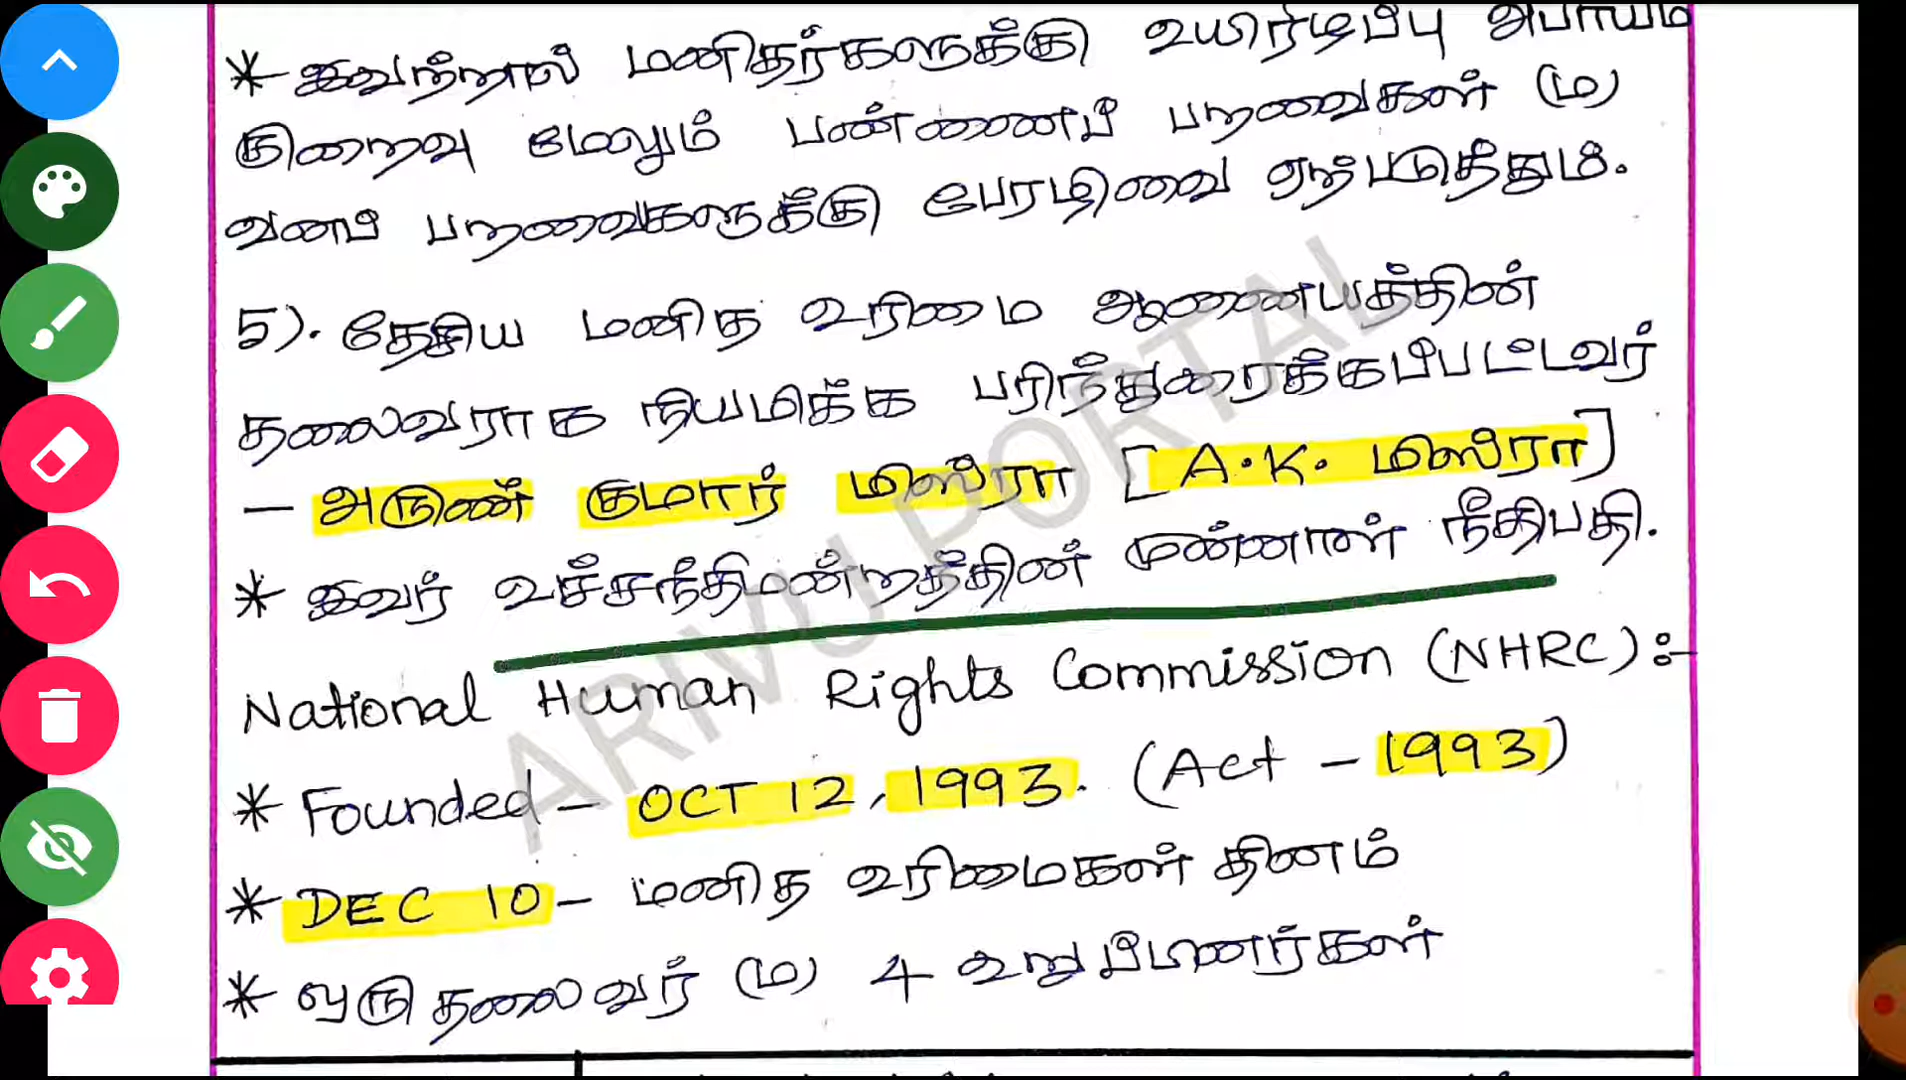 * இவற்றால் மனிதர்களுக்கு உயிரிழப்பு அபாயம்
குறைவு மேலும் பண்ணைப் பறவைகள் (ம)
வனப் பறவைகளுக்கு பேரழிவை ஏற்படுத்தும்.
5). தேசிய மனித உரிமை ஆணையத்தின்
தலைவராக நியமிக்க பரிந்துரைக்கப்பட்டவர்
- அருண் குமார் மிஸ்ரா [A.K. மிஸ்ரா]
* இவர் உச்சநீதிமன்றத்தின் முன்னாள் நீதிபதி.
National Human Rights Commission (NHRC):-
* Founded - OCT 12, 1993. (Act - 1993)
* DEC 10 - மனித உரிமைகள் தினம்
* ஒரு தலைவர் (ம) 4 உறுப்பினர்கள்
ARIVU PORTAL